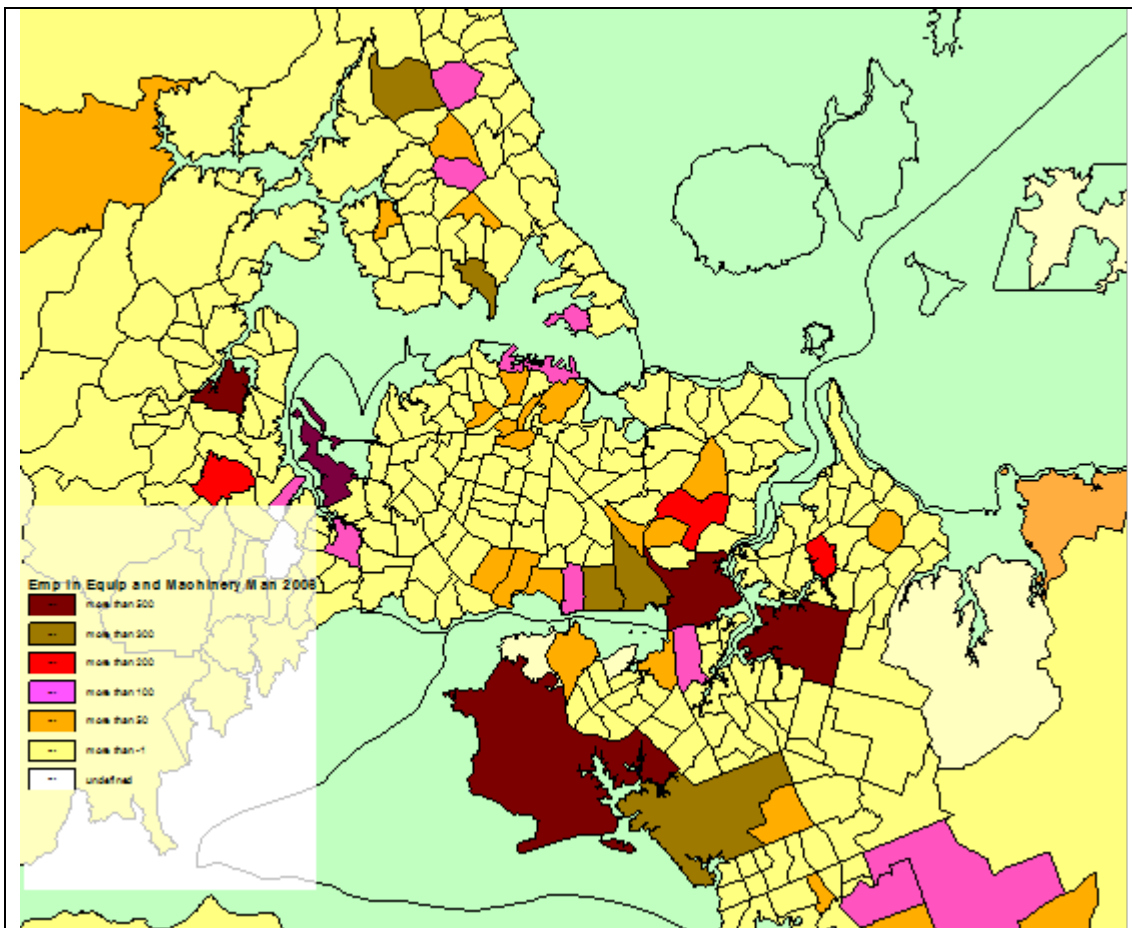 Emp in Equip and Machinery Man 2008
more than 500
more than 300
more than 200
more than 100
more than 50
more than -1
undefined